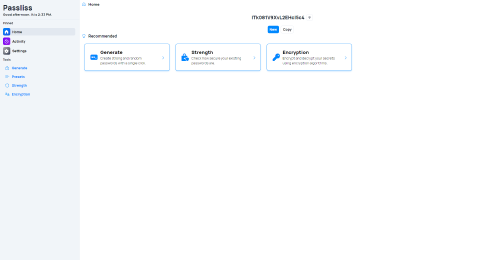 Passliss
Good afternoon, it is 2:33 PM
Pinned
Home
Activity
Settings
Tools
Generate
Presets
Strength
Encryption
Home
New
Copy
Recommended
Generate
Create strong and random
passwords with a single click.
Strength
Check how secure your existing
passwords are.
Encryption
Encrypt and decrypt your secrets
using encryption algorithms.